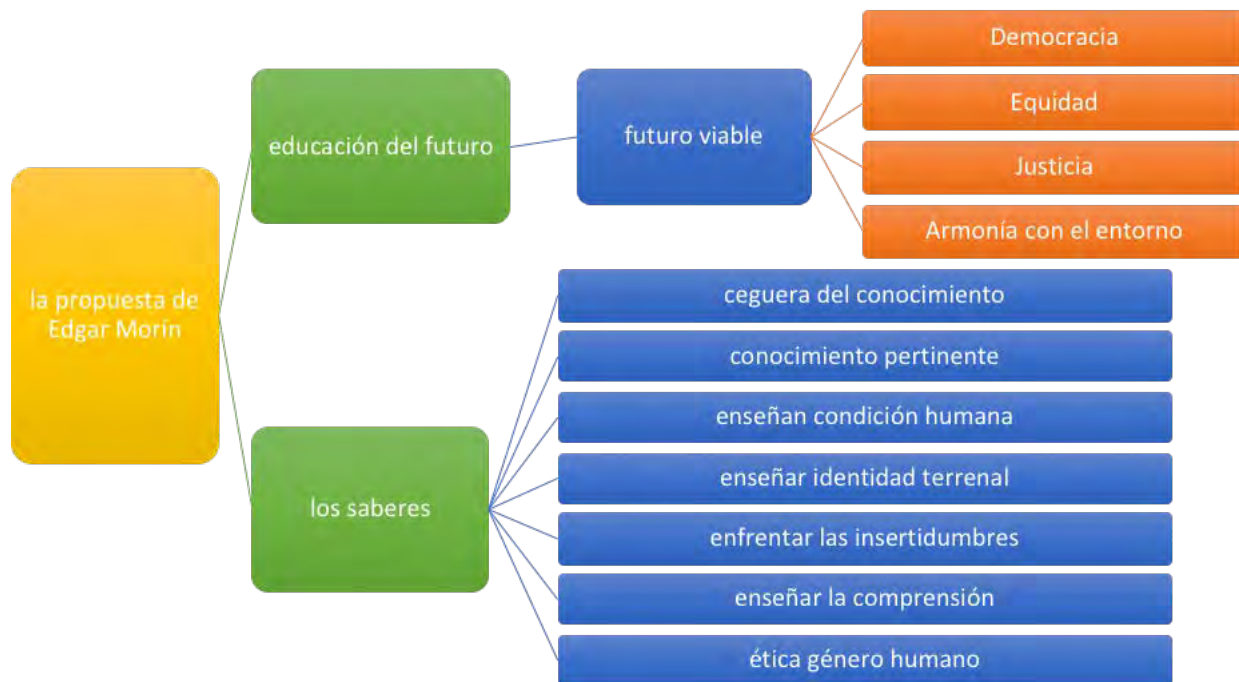 la propuesta de
Edgar Morín
educación del futuro
futuro viable
Democracia
Equidad
Justicia
Armonía con el entorno
los saberes
ceguera del conocimiento
conocimiento pertinente
enseñan condición humana
enseñar identidad terrenal
enfrentar las insertidumbres
enseñar la comprensión
ética género humano